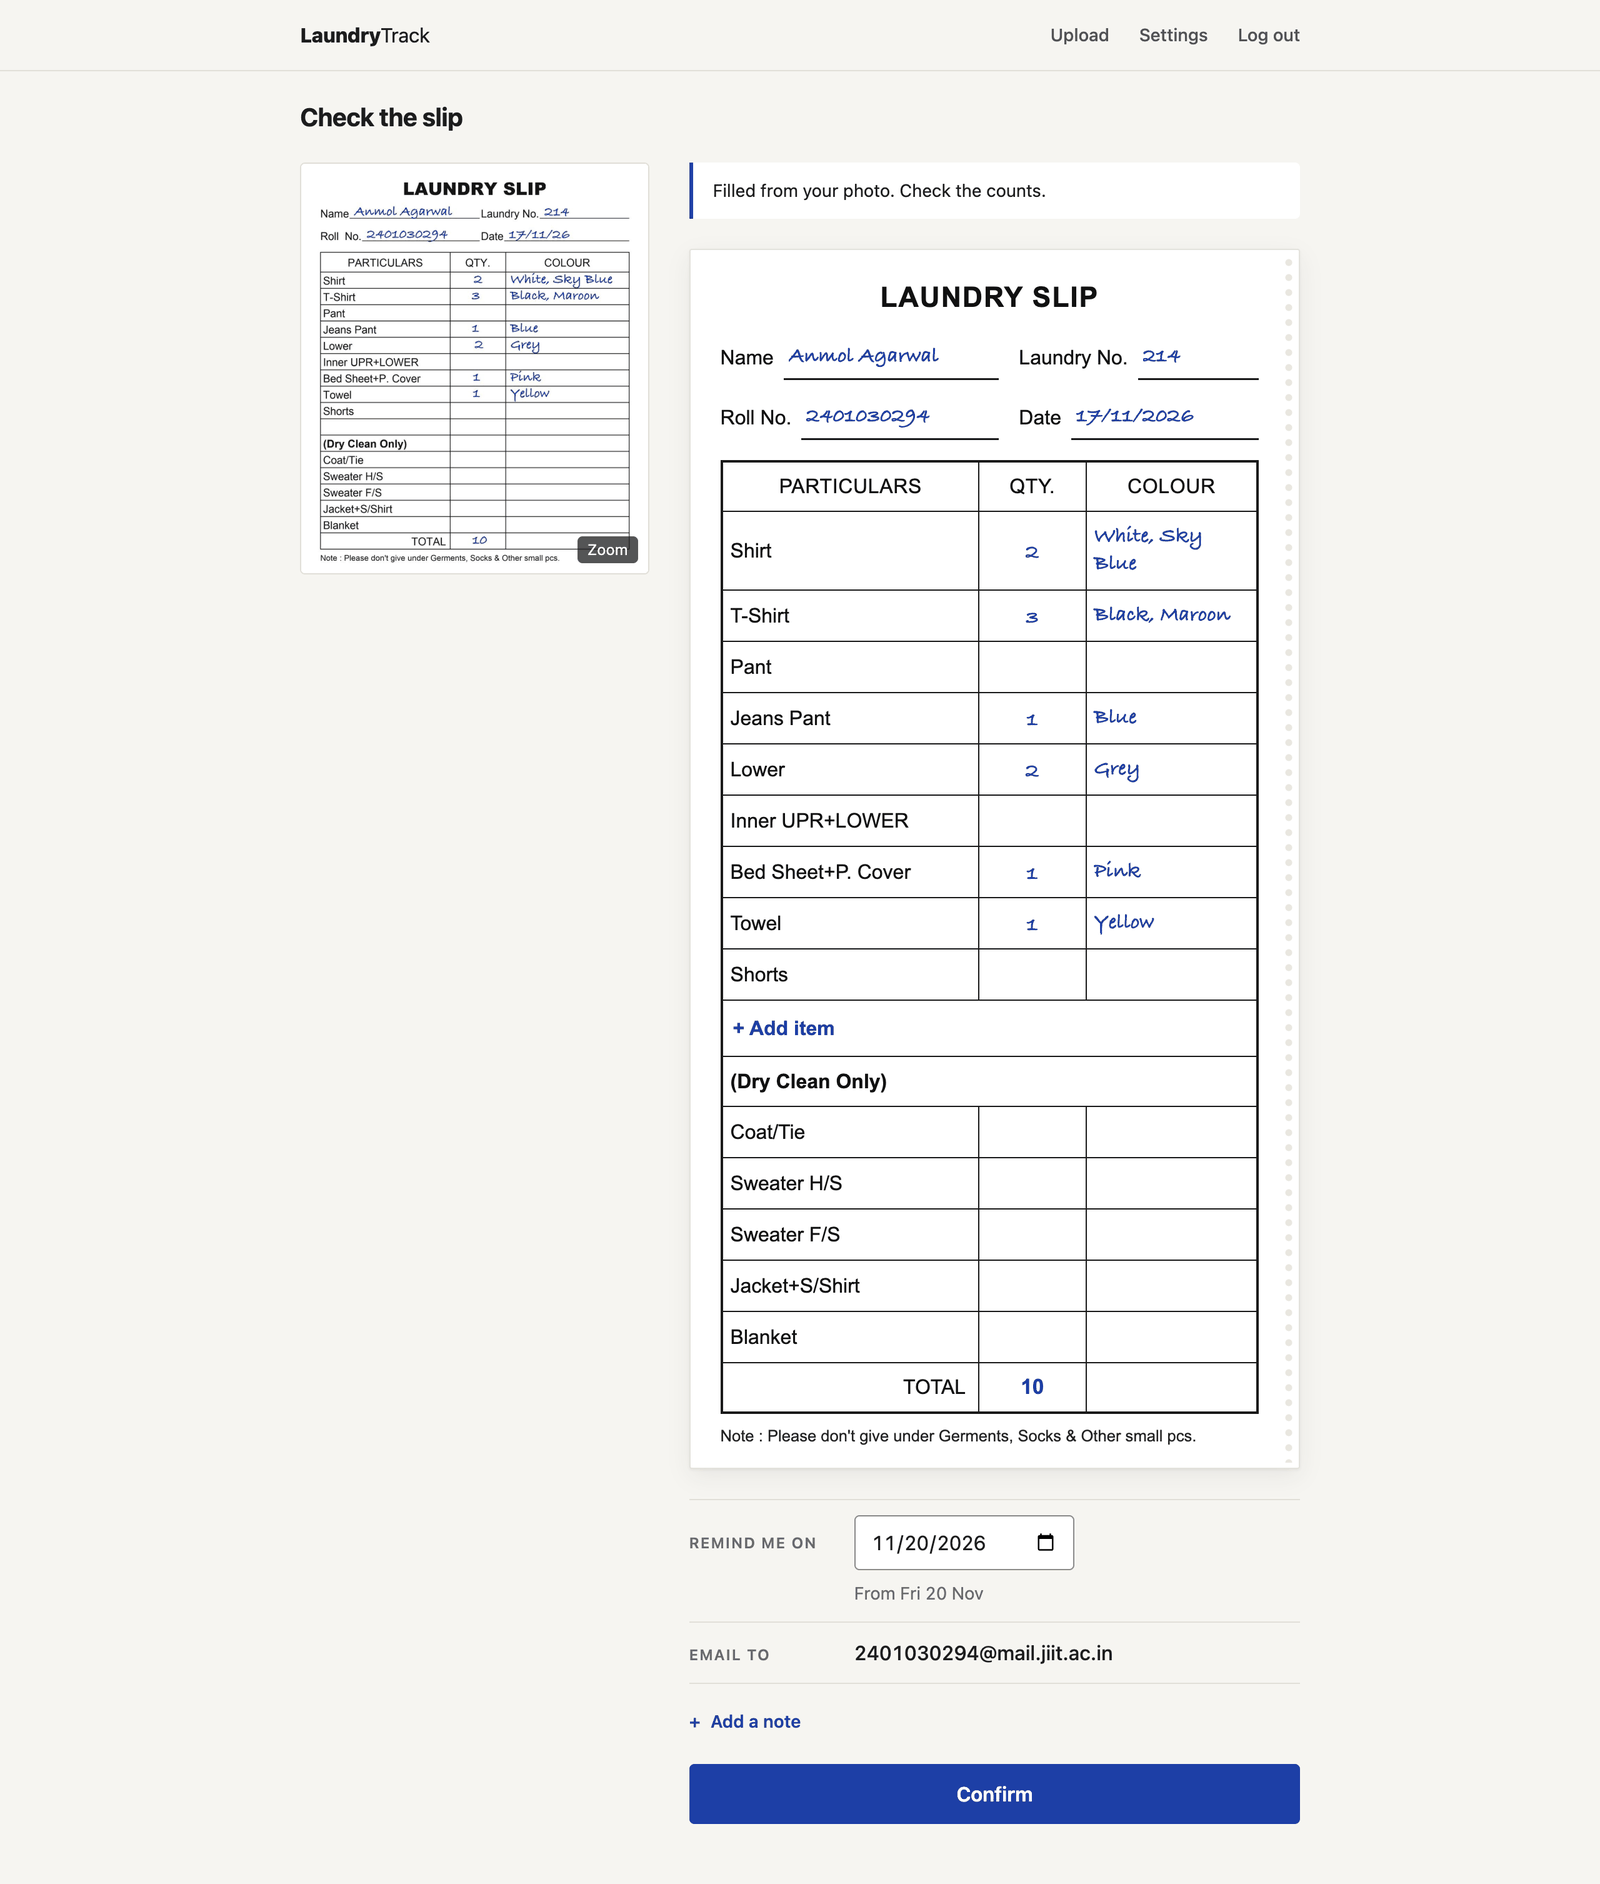 LaundryTrack Upload Settings Log out
Check the slip
LAUNDRY SLIP
Name Anmol Agarwal Laundry No. 214
Roll No. 2401030294 Date 17/11/26
PARTICULARS QTY. COLOUR
Shirt 2 White, Sky Blue
T-Shirt 3 Black, Maroon
Pant
Jeans Pant 1 Blue
Lower 2 Grey
Inner UPR+LOWER
Bed Sheet+P. Cover 1 Pink
Towel 1 Yellow
Shorts
(Dry Clean Only)
Coat/Tie
Sweater H/S
Sweater F/S
Jacket+S/Shirt
Blanket
TOTAL 10
Note : Please don't give under Germents, Socks & Other small pcs.
Zoom
Filled from your photo. Check the counts.
LAUNDRY SLIP
Name Anmol Agarwal Laundry No. 214
Roll No. 2401030294 Date 17/11/2026
PARTICULARS QTY. COLOUR
Shirt 2 White, Sky
Blue
T-Shirt 3 Black, Maroon
Pant
Jeans Pant 1 Blue
Lower 2 Grey
Inner UPR+LOWER
Bed Sheet+P. Cover 1 Pink
Towel 1 Yellow
Shorts
+ Add item
(Dry Clean Only)
Coat/Tie
Sweater H/S
Sweater F/S
Jacket+S/Shirt
Blanket
TOTAL 10
Note : Please don't give under Germents, Socks & Other small pcs.
REMIND ME ON 11/20/2026
From Fri 20 Nov
EMAIL TO 2401030294@mail.jiit.ac.in
+ Add a note
Confirm